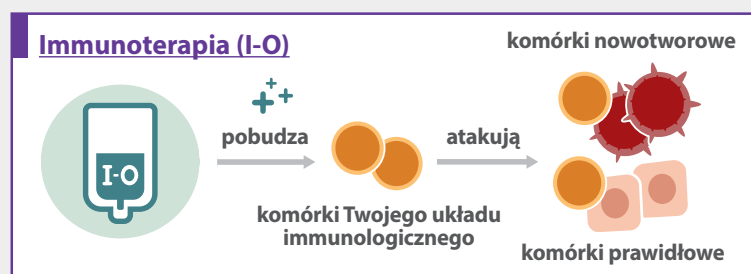 Immunoterapia (I-O)
I-O
pobudza
komórki Twojego układu
immunologicznego
atakują
komórki nowotworowe
komórki prawidłowe